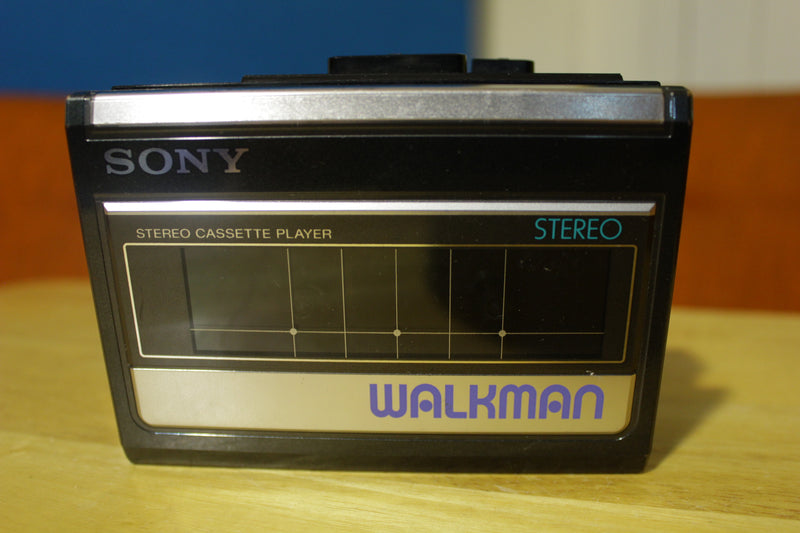 SONY
STEREO CASSETTE PLAYER
STEREO
WALKMAN